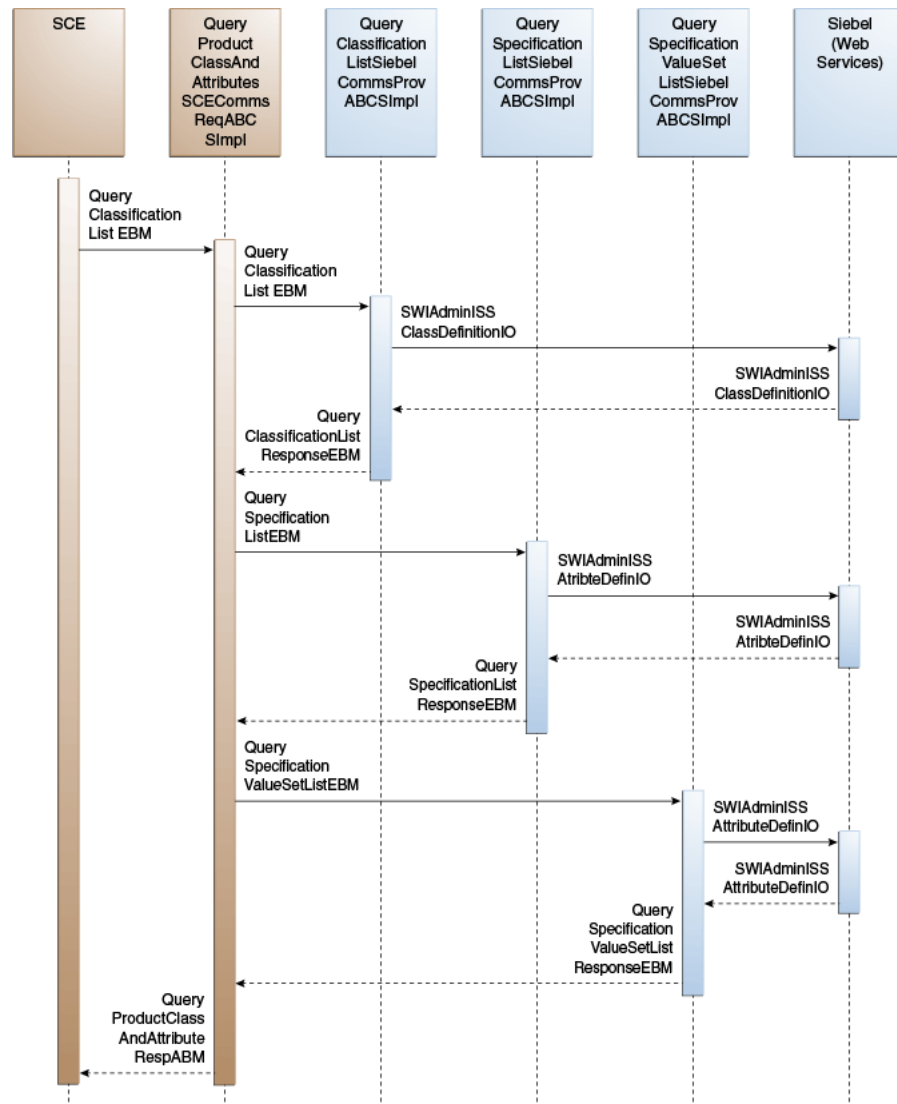 SCE
Query
Product
ClassAnd
Attributes
SCEComms
ReqABC
SImpl
Query
Classification
ListSiebel
CommsProv
ABCSImpl
Query
Specification
ListSiebel
CommsProv
ABCSImpl
Query
Specification
ValueSet
ListSiebel
CommsProv
ABCSImpl
Siebel
(Web
Services)
Query
Classification
List EBM
Query
Classification
List EBM
SWIAdminISS
ClassDefinitionIO
SWIAdminISS
ClassDefinitionIO
Query
ClassificationList
ResponseEBM
Query
Specification
ListEBM
SWIAdminISS
AtribteDefinIO
SWIAdminISS
AtribteDefinIO
Query
SpecificationList
ResponseEBM
Query
Specification
ValueSetListEBM
SWIAdminISS
AttributeDefinIO
SWIAdminISS
AttributeDefinIO
Query
Specification
ValueSetList
ResponseEBM
Query
ProductClass
AndAttribute
RespABM